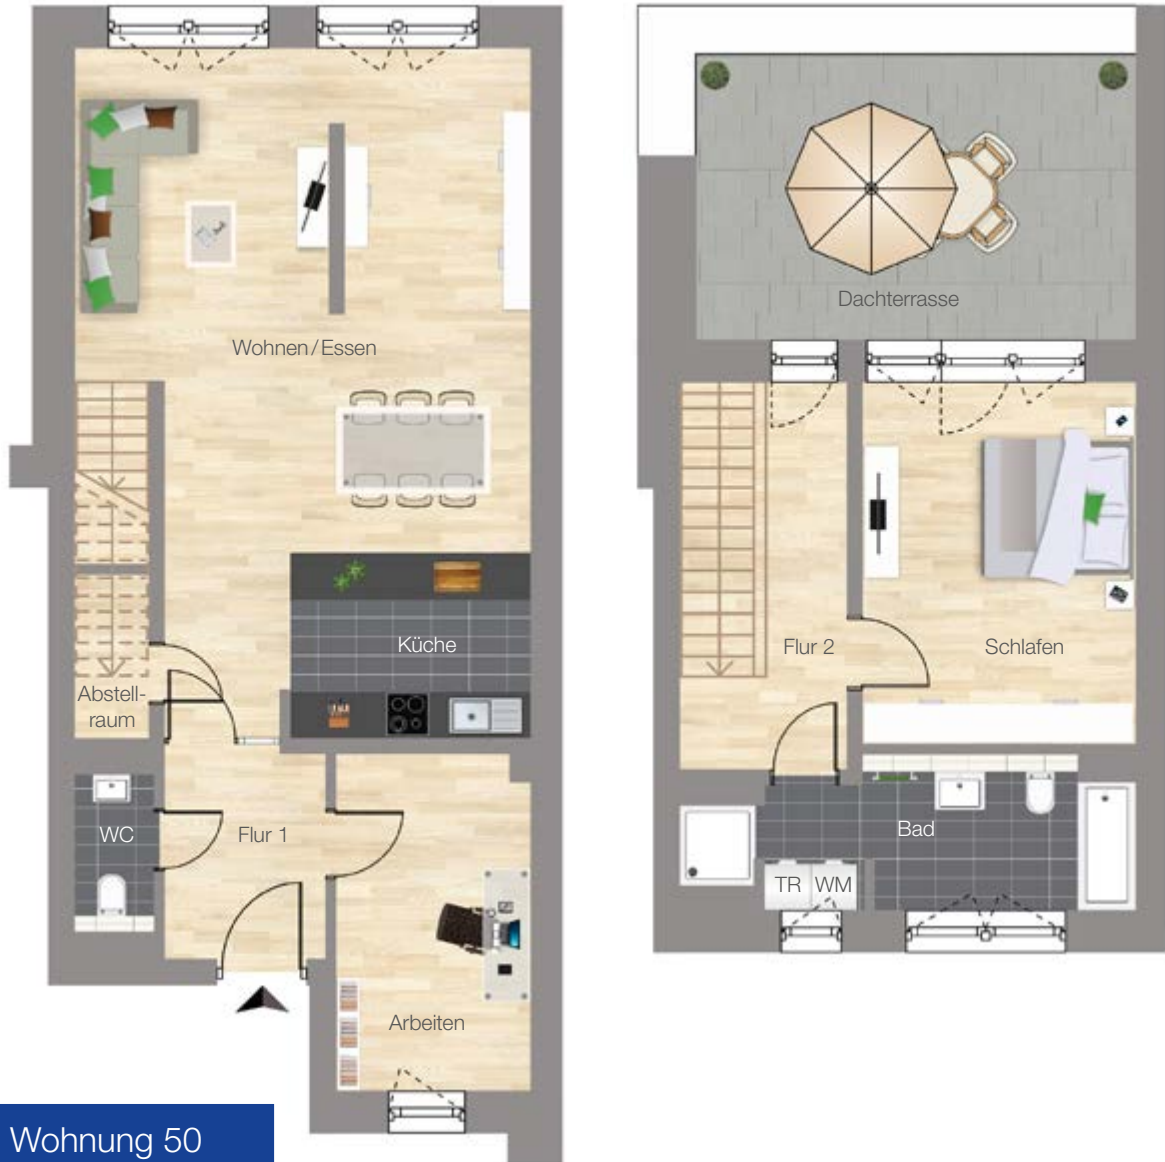 Wohnen/Essen
Küche
Abstell-
raum
WC
Flur 1
Arbeiten
Wohnung 50
Dachterrasse
Flur 2
Schlafen
Bad
TR WM